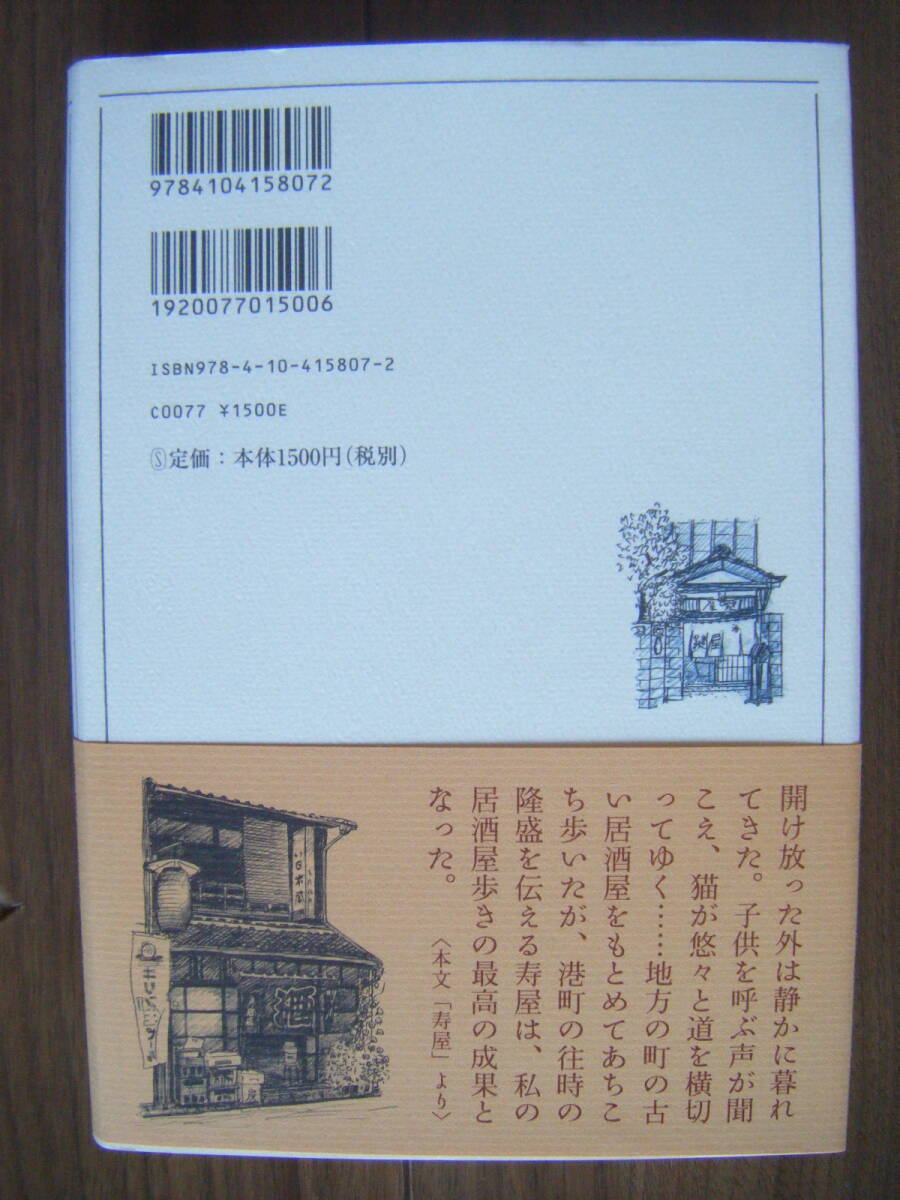 9784104158072
1920077015006
ISBN978-4-10-415807-2
C0077 ¥1500E
Ⓢ定価：本体1500円（税別）
開け放った外は静かに暮れ
てきた。子供を呼ぶ声が聞
こえ、猫が悠々と道を横切
ってゆく……地方の町の古
い居酒屋をもとめてあちこ
ち歩いたが、港町の往時の
隆盛を伝える寿屋は、私の
居酒屋歩きの最高の成果と
なった。
〈本文「寿屋」より〉
酒